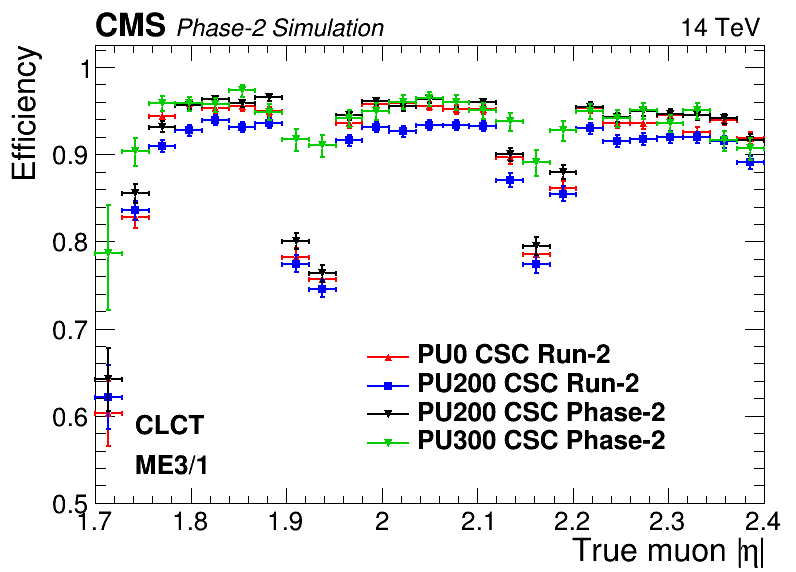 CMS Phase-2 Simulation 14 TeV
Efficiency
1
0.9
0.8
0.7
0.6
0.5
PU0 CSC Run-2
PU200 CSC Run-2
PU200 CSC Phase-2
PU300 CSC Phase-2
CLCT
ME3/1
1.7 1.8 1.9 2 2.1 2.2 2.3 2.4
True muon |η|